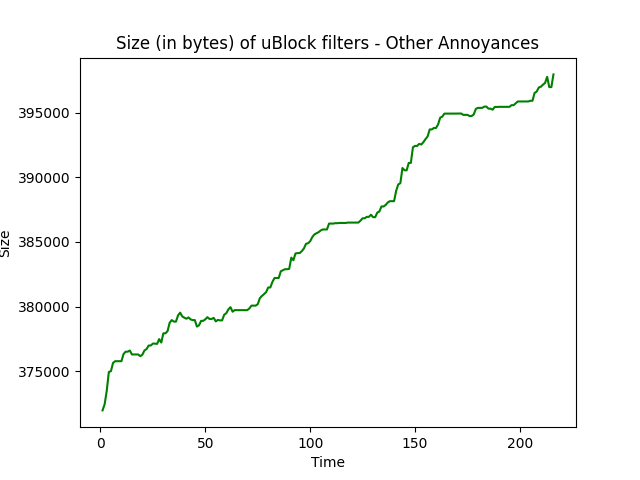 Size (in bytes) of uBlock filters - Other Annoyances
395000
390000
385000
380000
375000
Size
0 50 100 150 200
Time